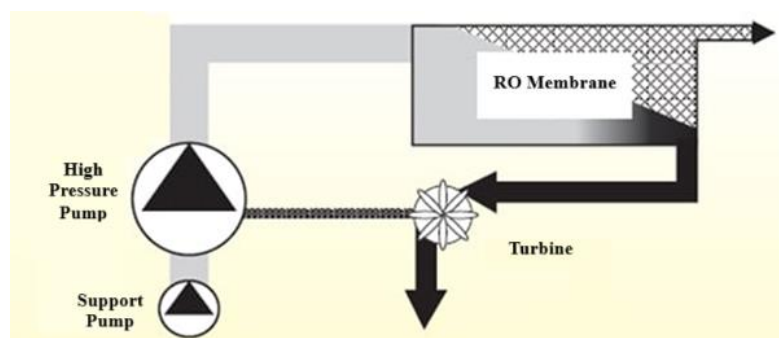 RO Membrane
High
Pressure
Pump
Turbine
Support
Pump